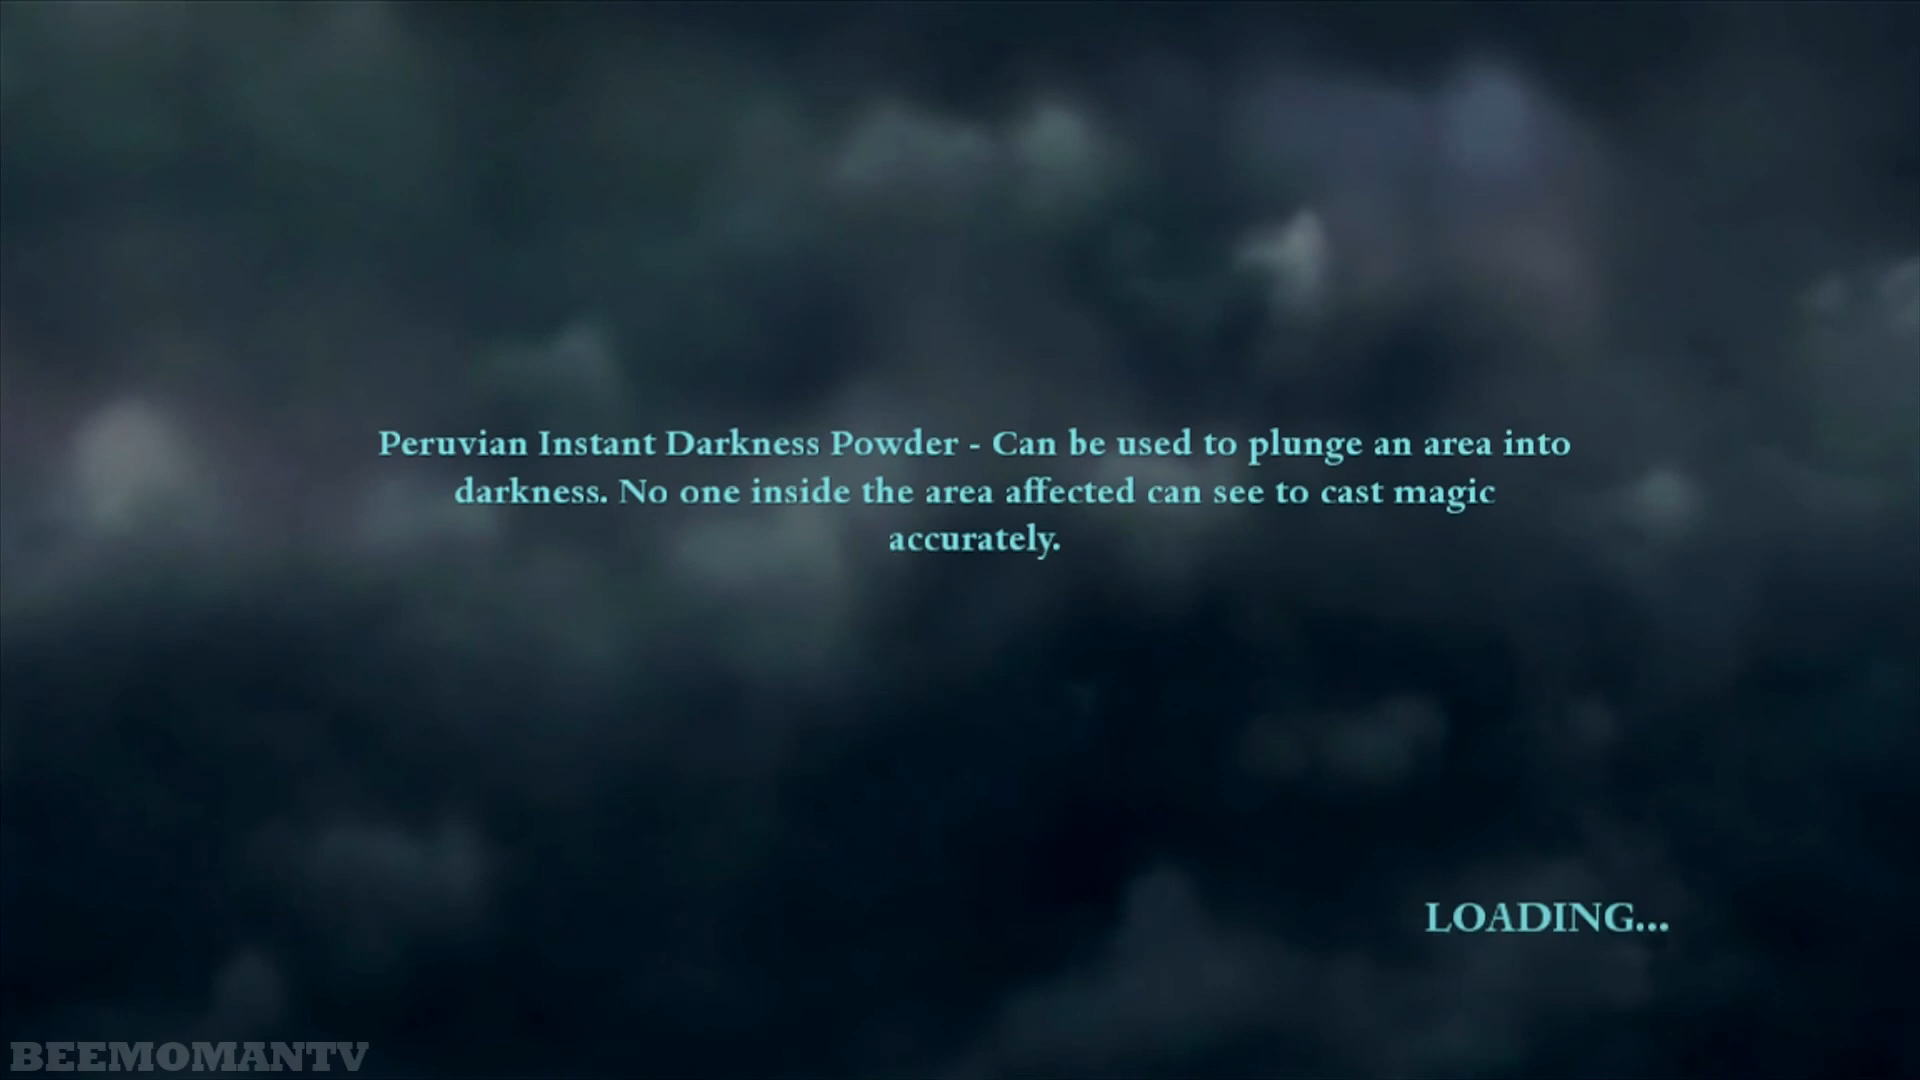 Peruvian Instant Darkness Powder - Can be used to plunge an area into
darkness. No one inside the area affected can see to cast magic
accurately.
LOADING...
BEEMOMANTV